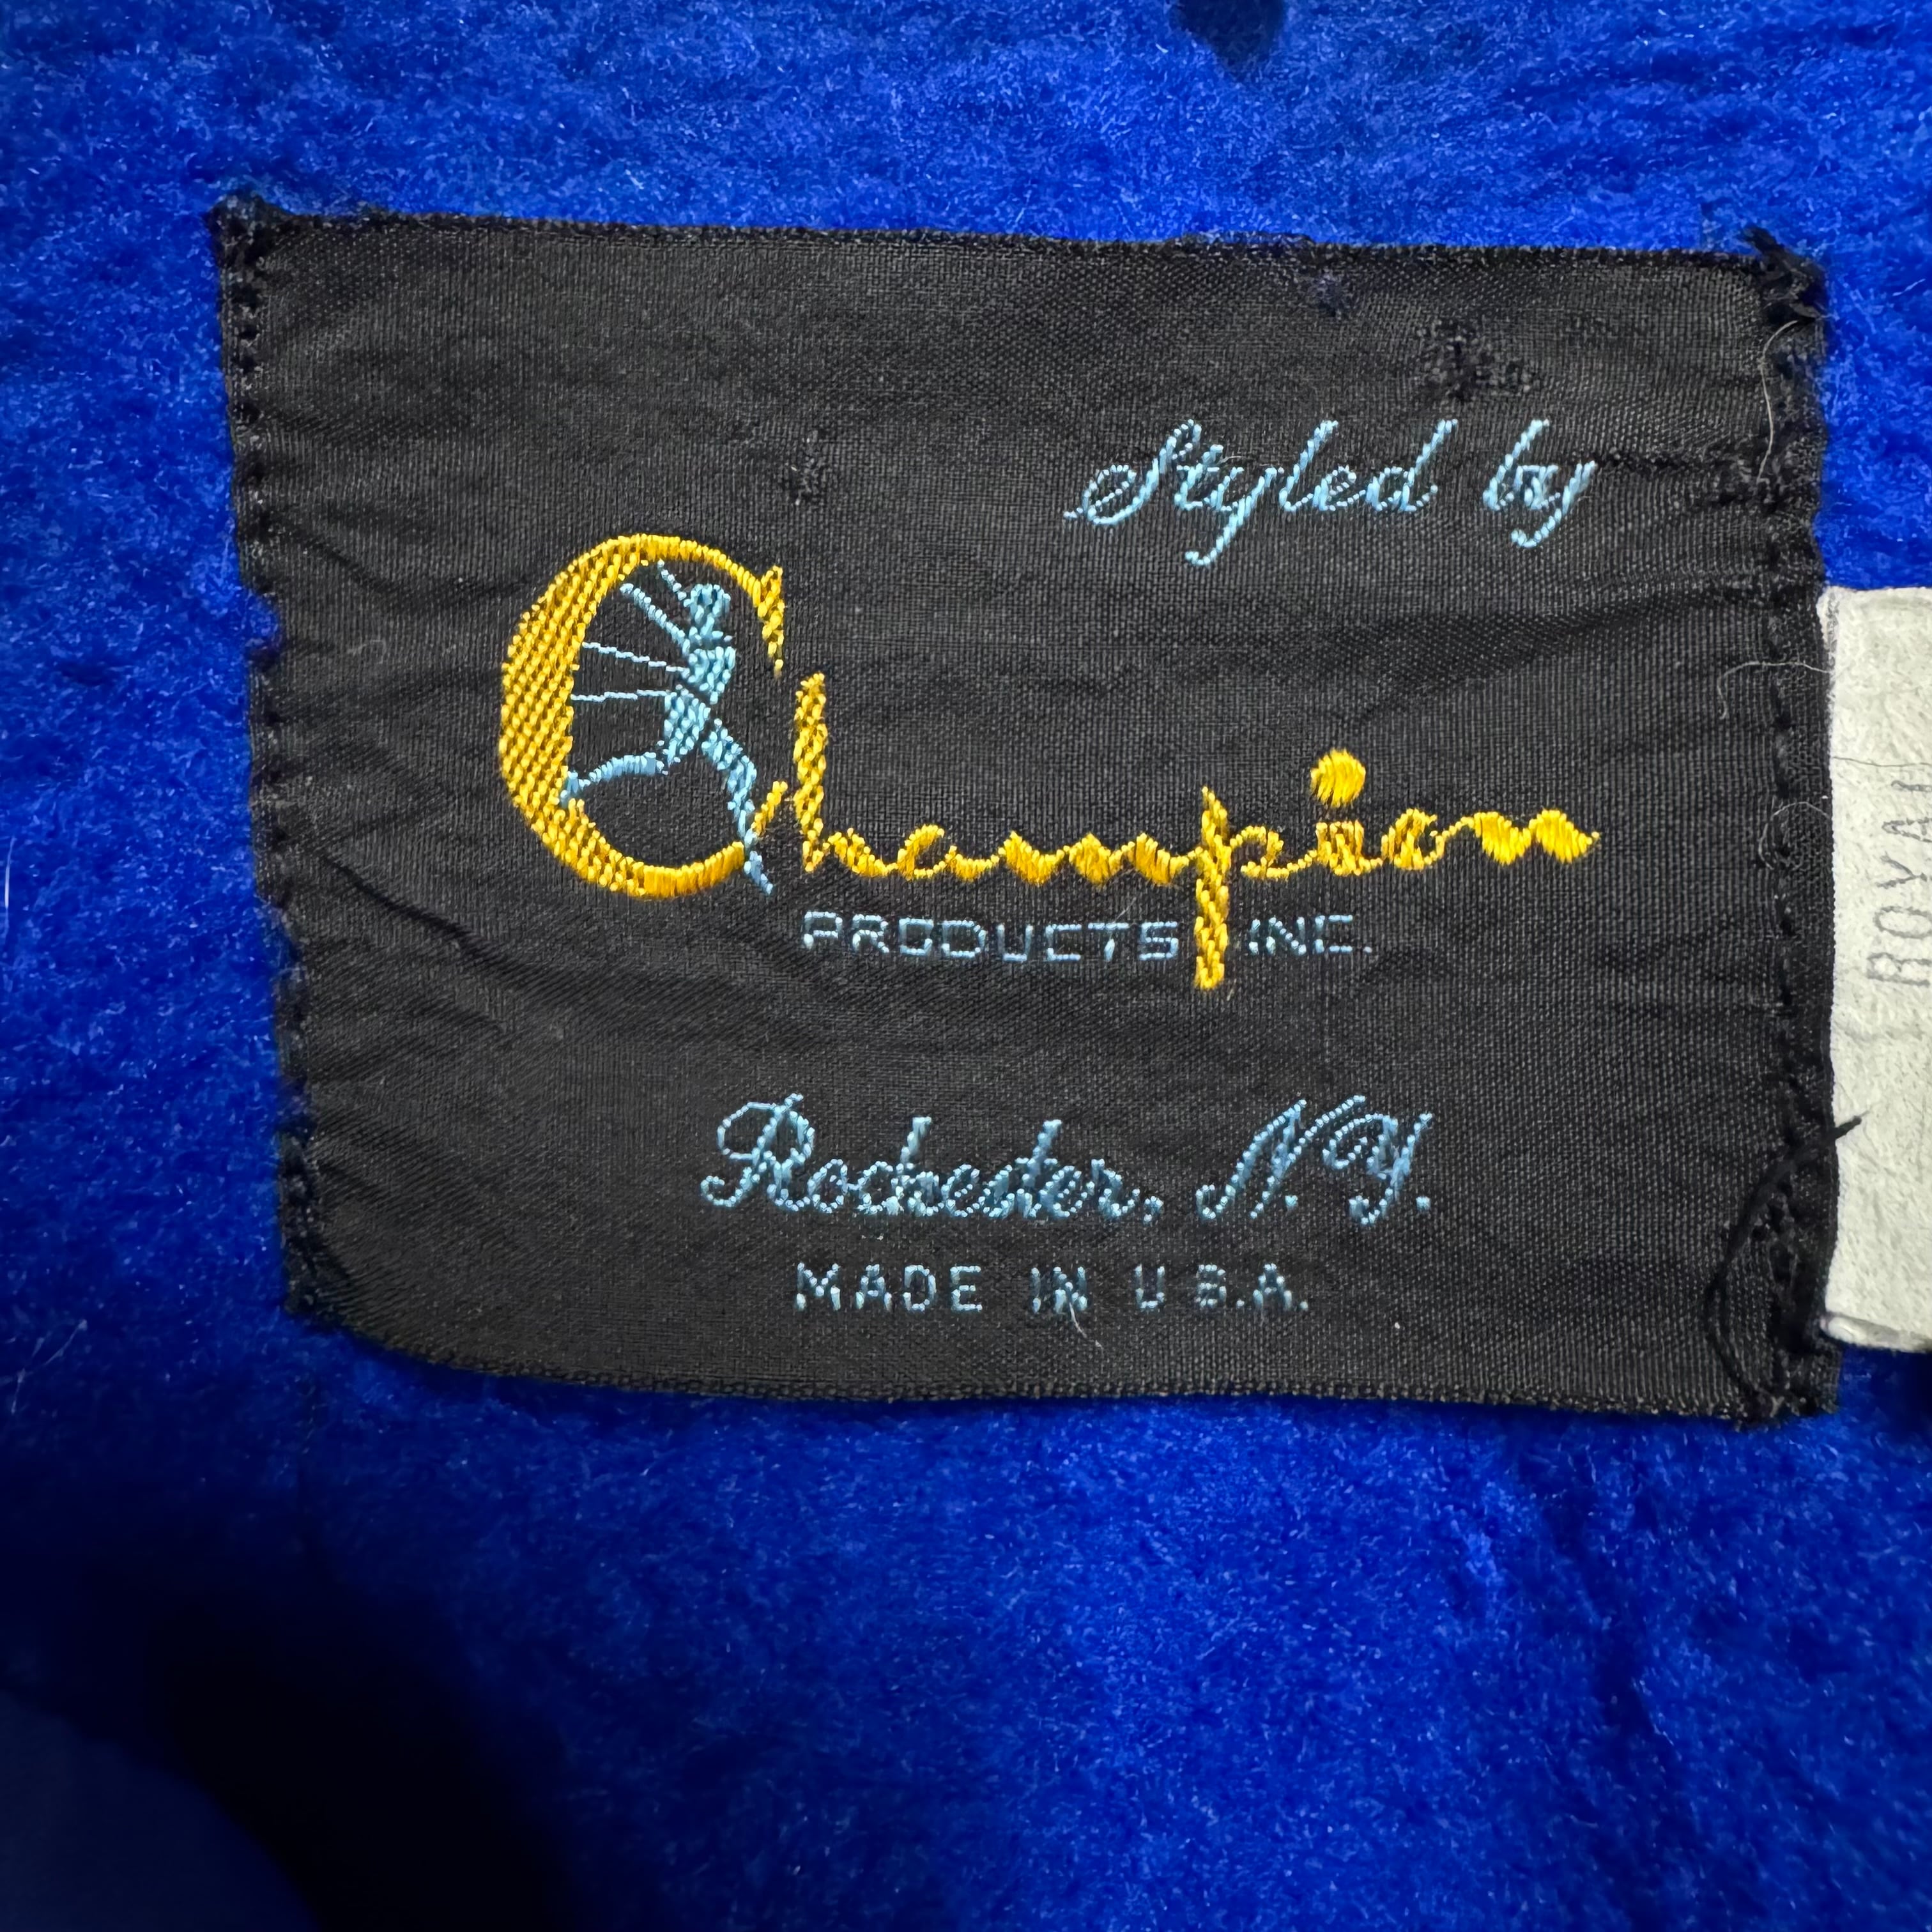 Styled by
Champion
PRODUCTS INC.
Rochester, N.Y.
MADE IN U.S.A.
ROYAL